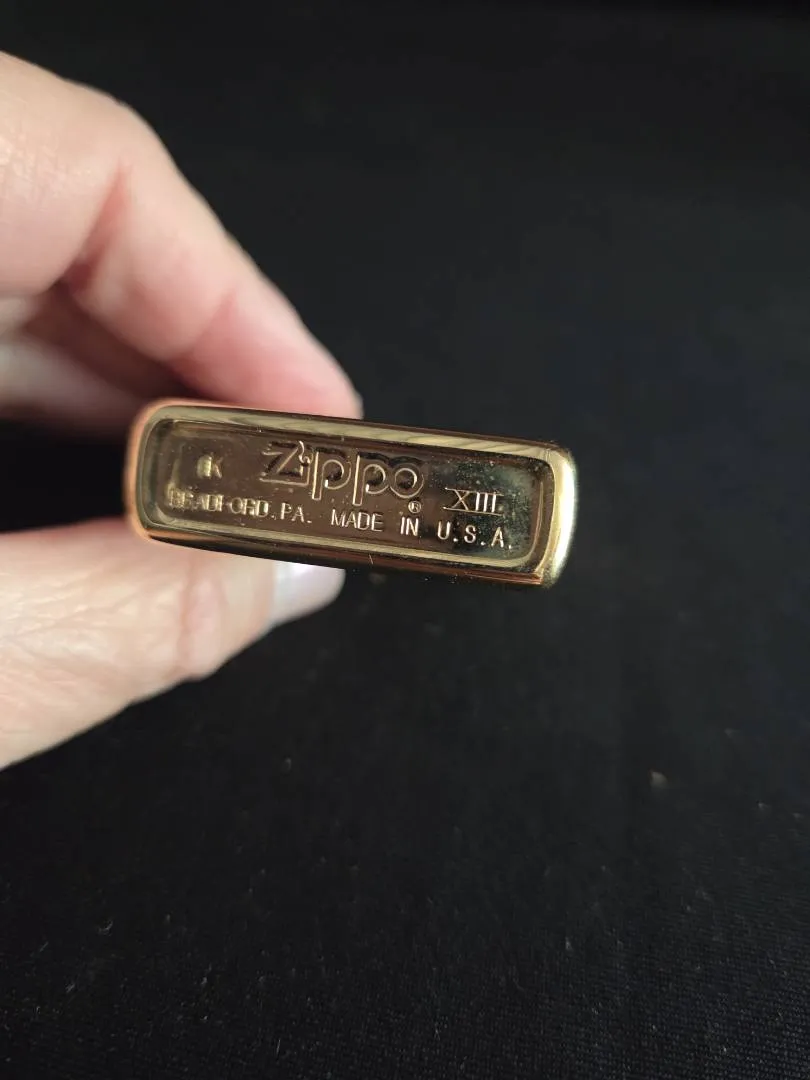 K Zippo ® XIII
BRADFORD, PA. MADE IN U.S.A.